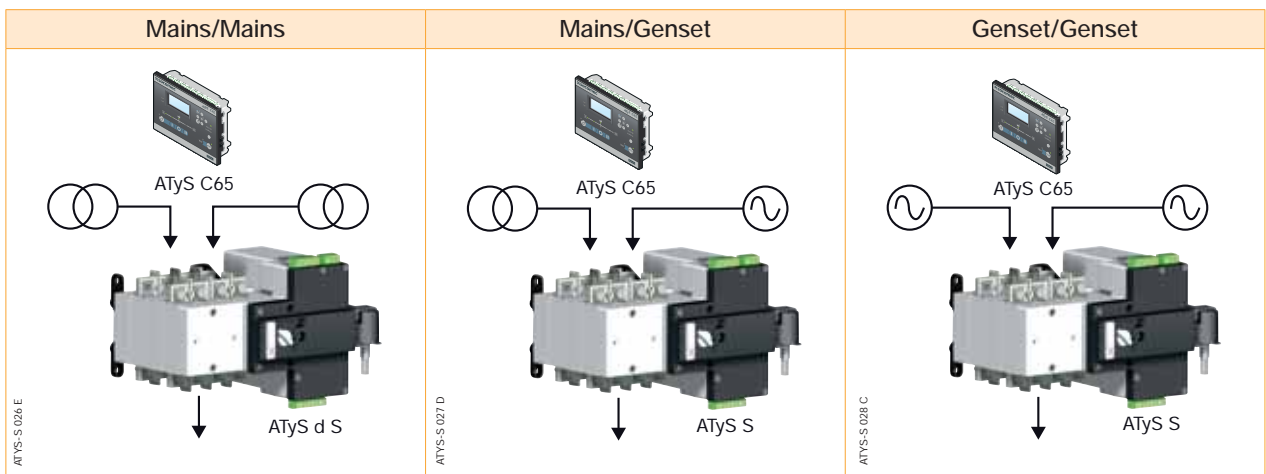 Mains/Mains
Mains/Genset
Genset/Genset
ATyS C65
ATyS d S
ATYS-S 026 E
ATyS C65
ATyS S
ATYS-S 027 D
ATyS C65
ATyS S
ATYS-S 028 C